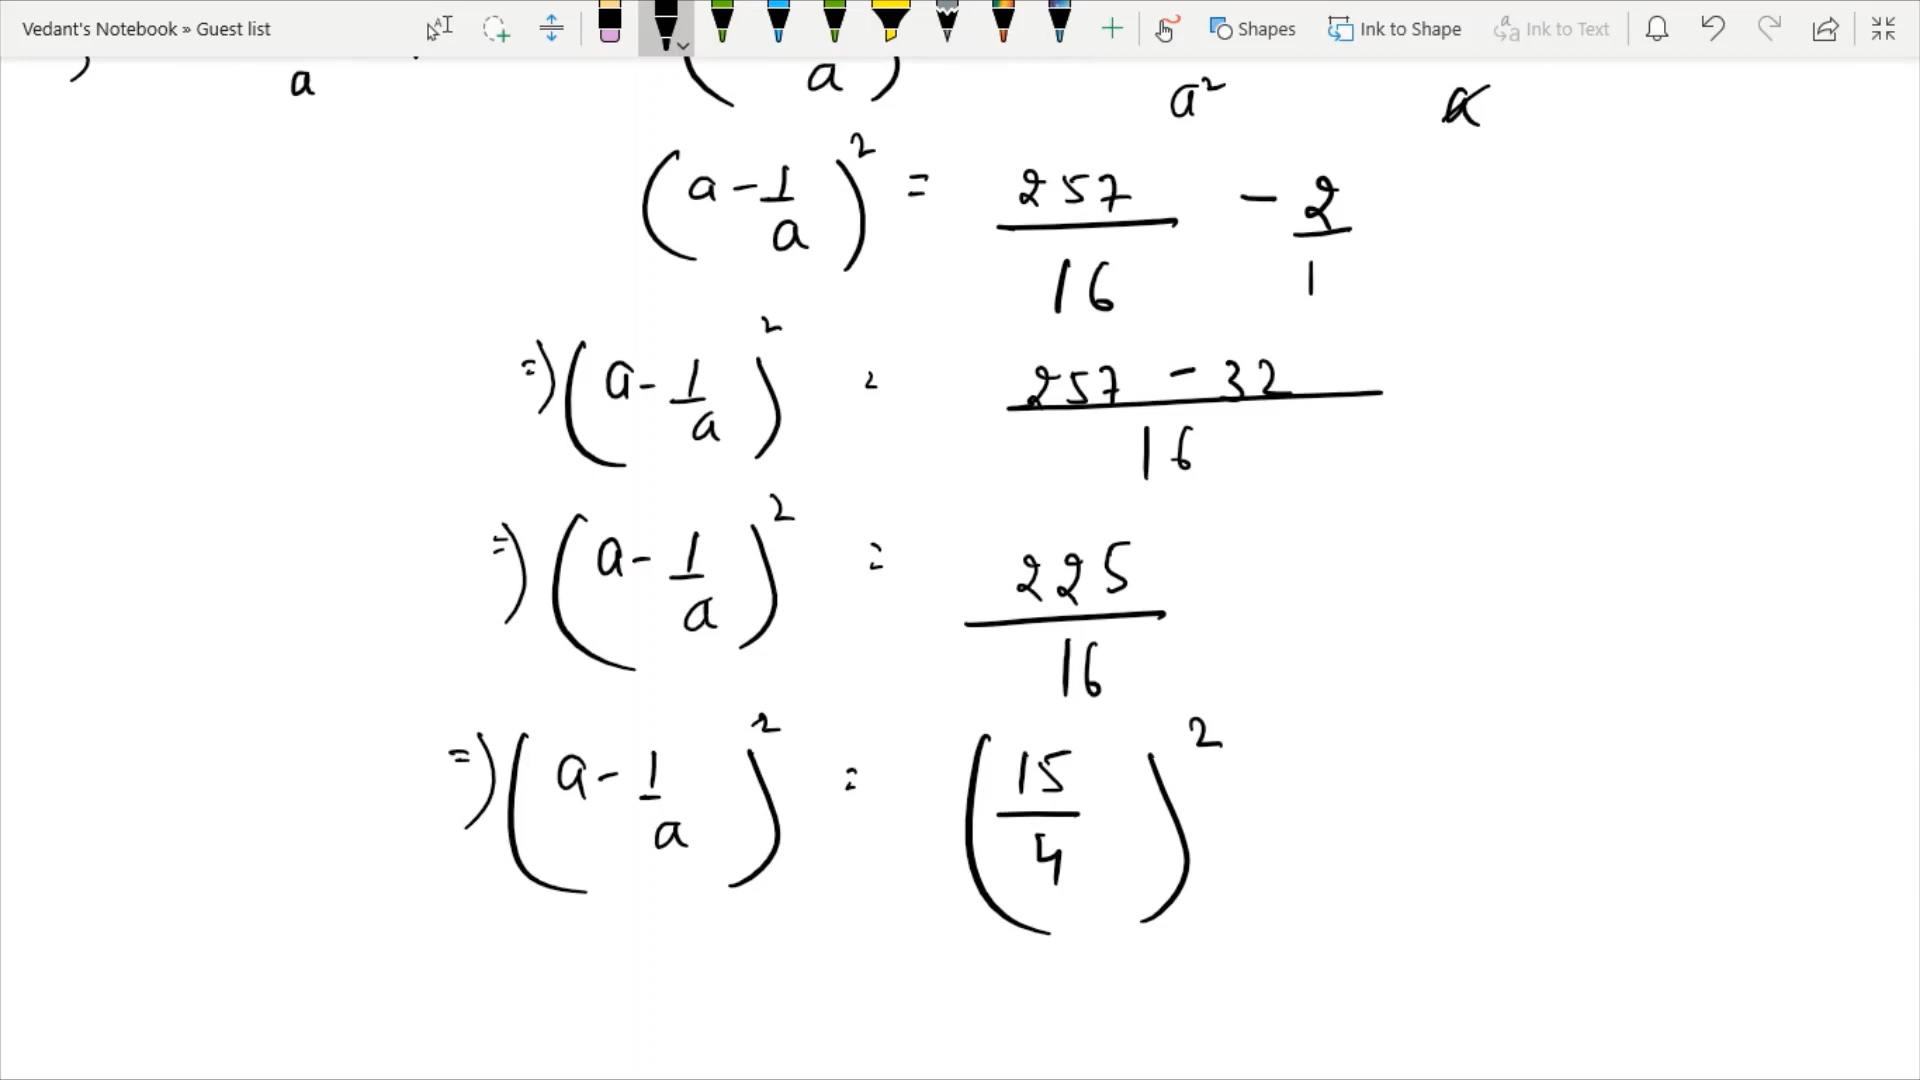 Vedant's Notebook » Guest list Shapes Ink to Shape Ink to Text
a ( a ) a² a
(a - 1/a)² = 257/16 - 2/1
=) (a - 1/a)² = 257 - 32/16
=) (a - 1/a)² = 225/16
=) (a - 1/a)² = (15/4)²